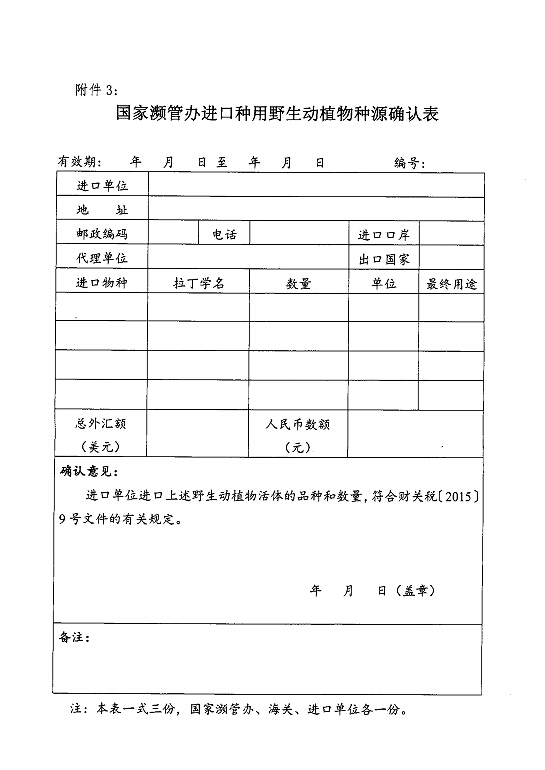 附件 3：
国家濒管办进口种用野生动植物种源确认表
有效期： 年 月 日 至 年 月 日 编号：
进口单位
地 址
邮政编码 电话 进口口岸
代理单位 出口国家
进口物种 拉丁学名 数量 单位 最终用途
总外汇额 人民币数额
（美元） （元）
确认意见：
进口单位进口上述野生动植物活体的品种和数量，符合财关税〔2015〕
9 号文件的有关规定。
年 月 日（盖章）
备注：
注：本表一式三份，国家濒管办、海关、进口单位各一份。